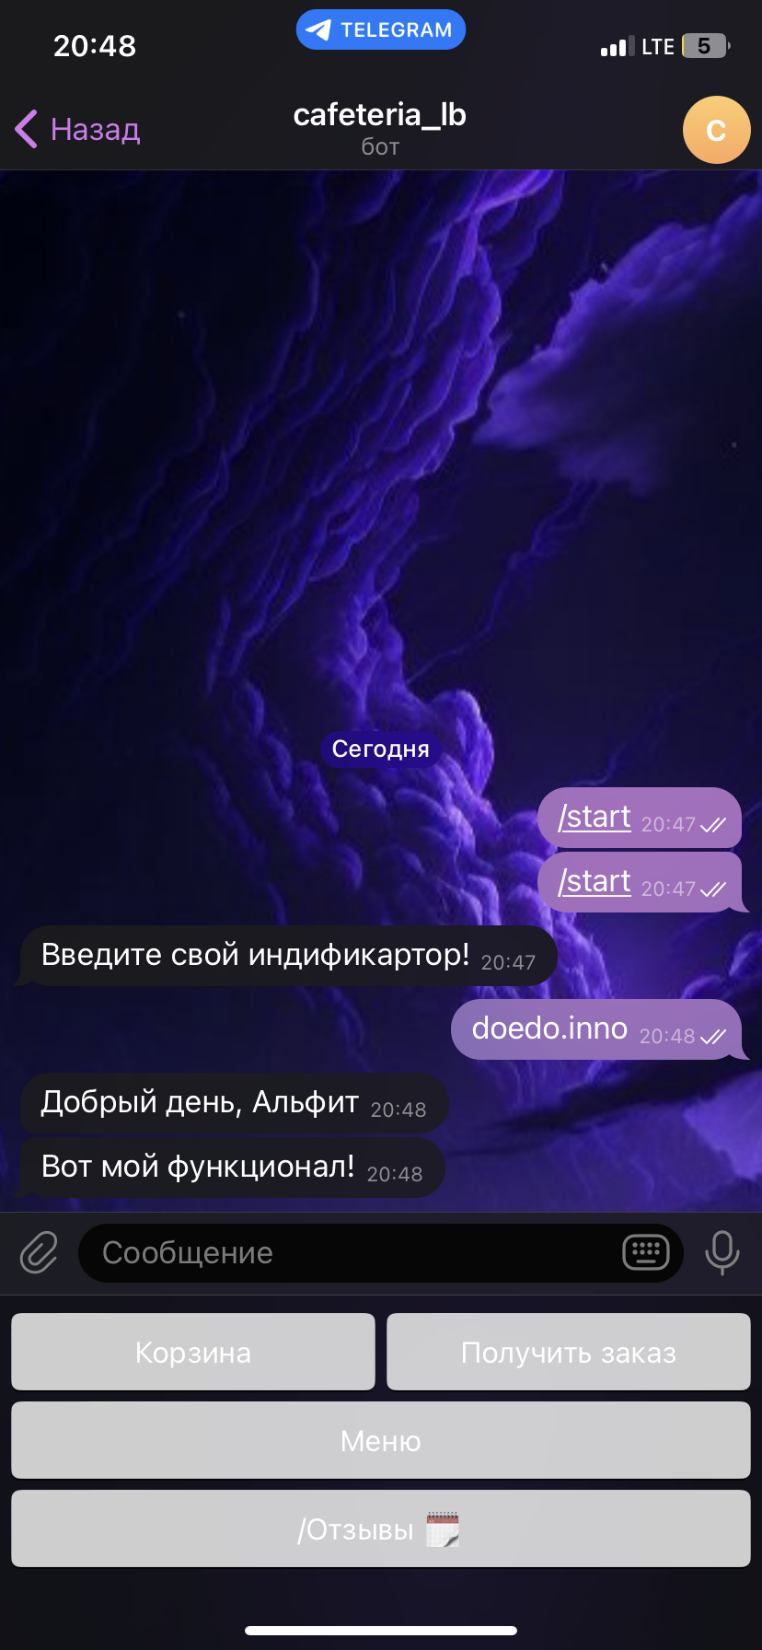 20:48
TELEGRAM
LTE 5
Назад
cafeteria_lb
бот
C
Сегодня
/start 20:47
/start 20:47
Введите свой индификартор! 20:47
doedo.inno 20:48
Добрый день, Альфит 20:48
Вот мой функционал! 20:48
Сообщение
Корзина
Получить заказ
Меню
/Отзывы